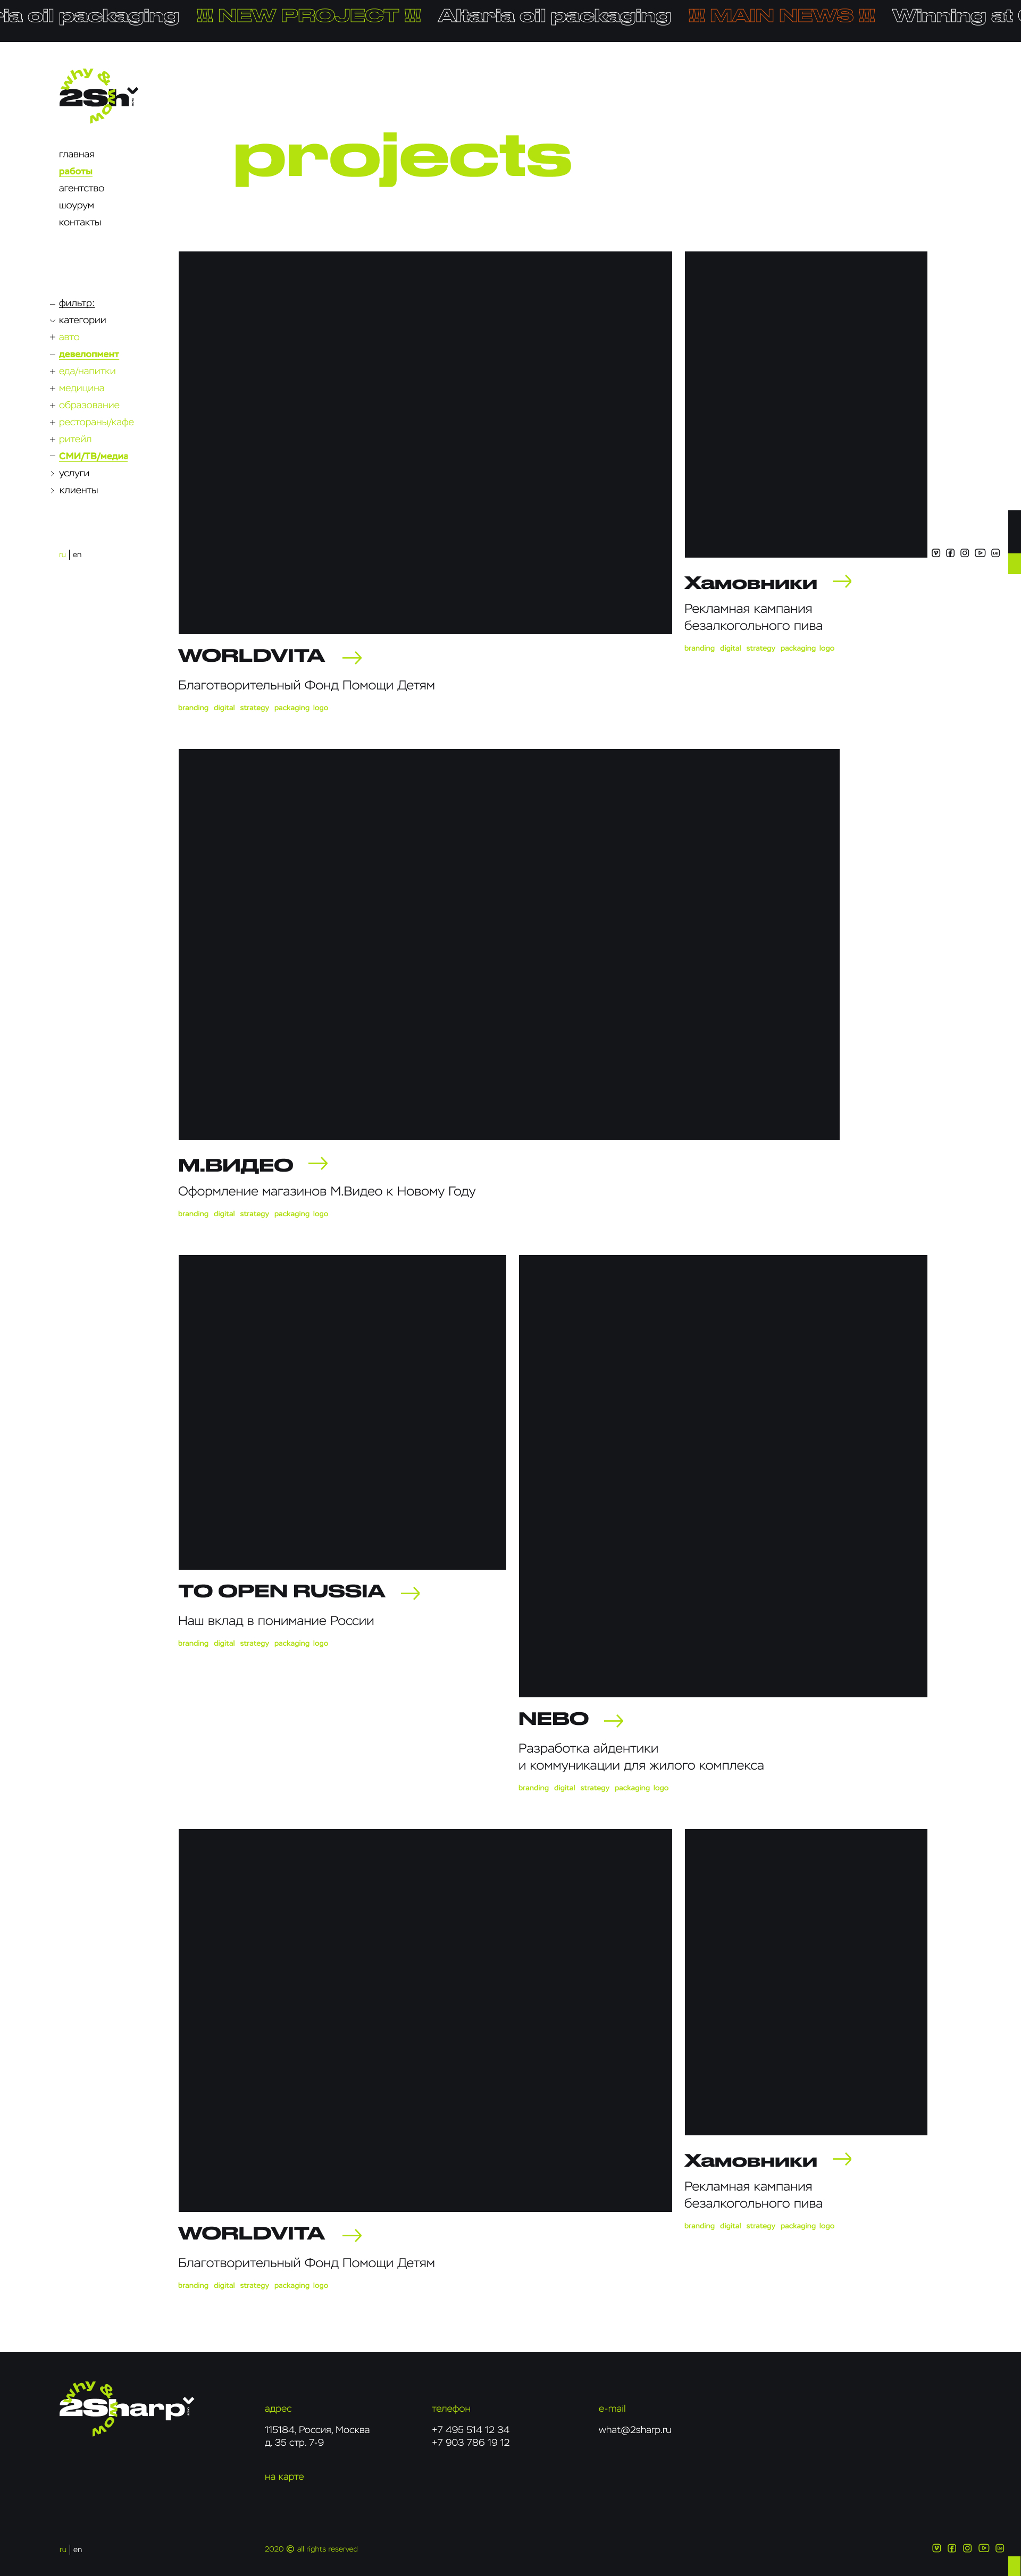 ria oil packaging !!! NEW PROJECT !!! Altaria oil packaging !!! MAIN NEWS !!! Winning at
why &
2Sh
главная
работы
агентство
шоурум
контакты
projects
– фильтр:
категории
+ авто
– девелопмент
+ еда/напитки
+ медицина
+ образование
+ рестораны/кафе
+ ритейл
– СМИ/ТВ/медиа
> услуги
> клиенты
ru | en
WORLDVITA
Благотворительный Фонд Помощи Детям
branding digital strategy packaging logo
Хамовники
Рекламная кампания
безалкогольного пива
branding digital strategy packaging logo
М.ВИДЕО
Оформление магазинов М.Видео к Новому Году
branding digital strategy packaging logo
TO OPEN RUSSIA
Наш вклад в понимание России
branding digital strategy packaging logo
NEBO
Разработка айдентики
и коммуникации для жилого комплекса
branding digital strategy packaging logo
WORLDVITA
Благотворительный Фонд Помощи Детям
branding digital strategy packaging logo
Хамовники
Рекламная кампания
безалкогольного пива
branding digital strategy packaging logo
why &
2Sharp
адрес
115184, Россия, Москва
д. 35 стр. 7-9
на карте
телефон
+7 495 514 12 34
+7 903 786 19 12
e-mail
what@2sharp.ru
ru | en
2020 © all rights reserved